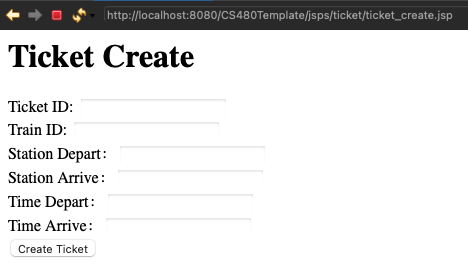 http://localhost:8080/CS480Template/jsps/ticket/ticket_create.jsp
Ticket Create
Ticket ID:
Train ID:
Station Depart：
Station Arrive：
Time Depart：
Time Arrive：
Create Ticket